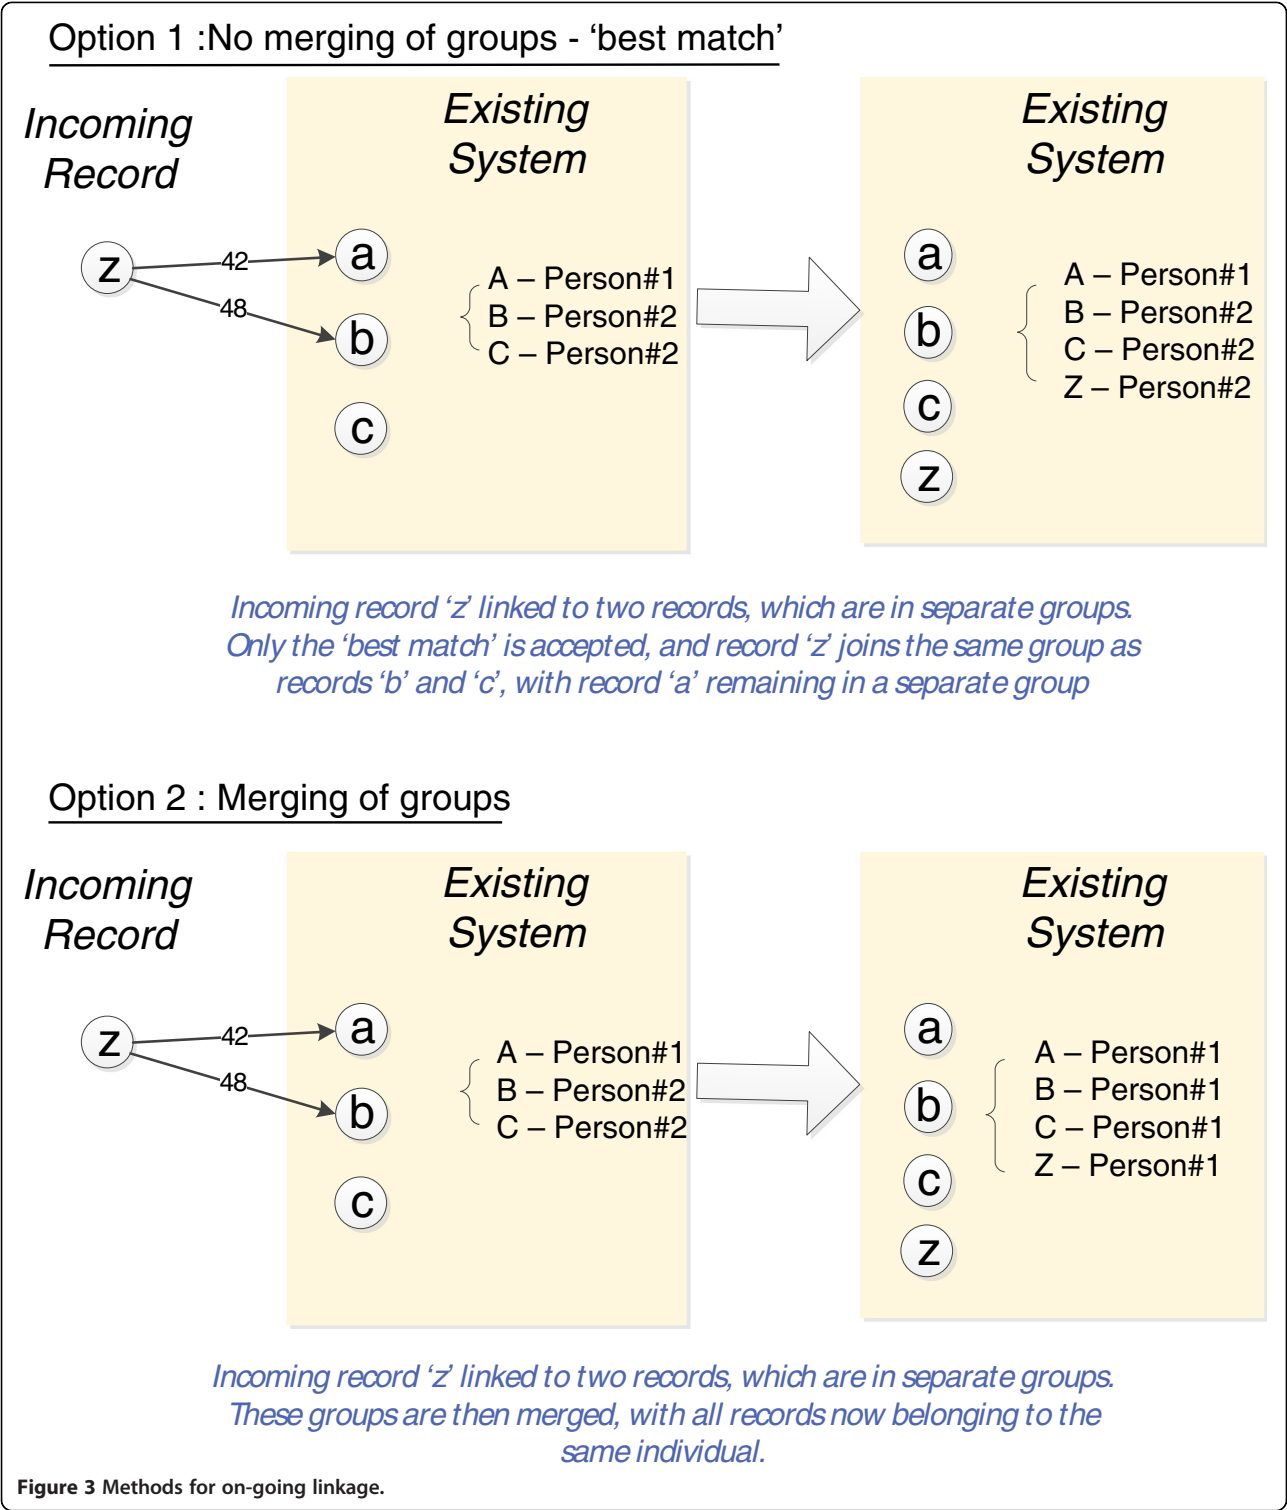 Option 1 :No merging of groups - ‘best match’
Incoming
Record
Existing
System
Existing
System
z
42
48
a
b
c
A – Person#1
B – Person#2
C – Person#2
a
b
c
z
A – Person#1
B – Person#2
C – Person#2
Z – Person#2
Incoming record ‘z’ linked to two records, which are in separate groups.
Only the ‘best match’ is accepted, and record ‘z’ joins the same group as
records ‘b’ and ‘c’, with record ‘a’ remaining in a separate group
Option 2 : Merging of groups
Incoming
Record
Existing
System
Existing
System
z
42
48
a
b
c
A – Person#1
B – Person#2
C – Person#2
a
b
c
z
A – Person#1
B – Person#1
C – Person#1
Z – Person#1
Incoming record ‘z’ linked to two records, which are in separate groups.
These groups are then merged, with all records now belonging to the
same individual.
Figure 3 Methods for on-going linkage.